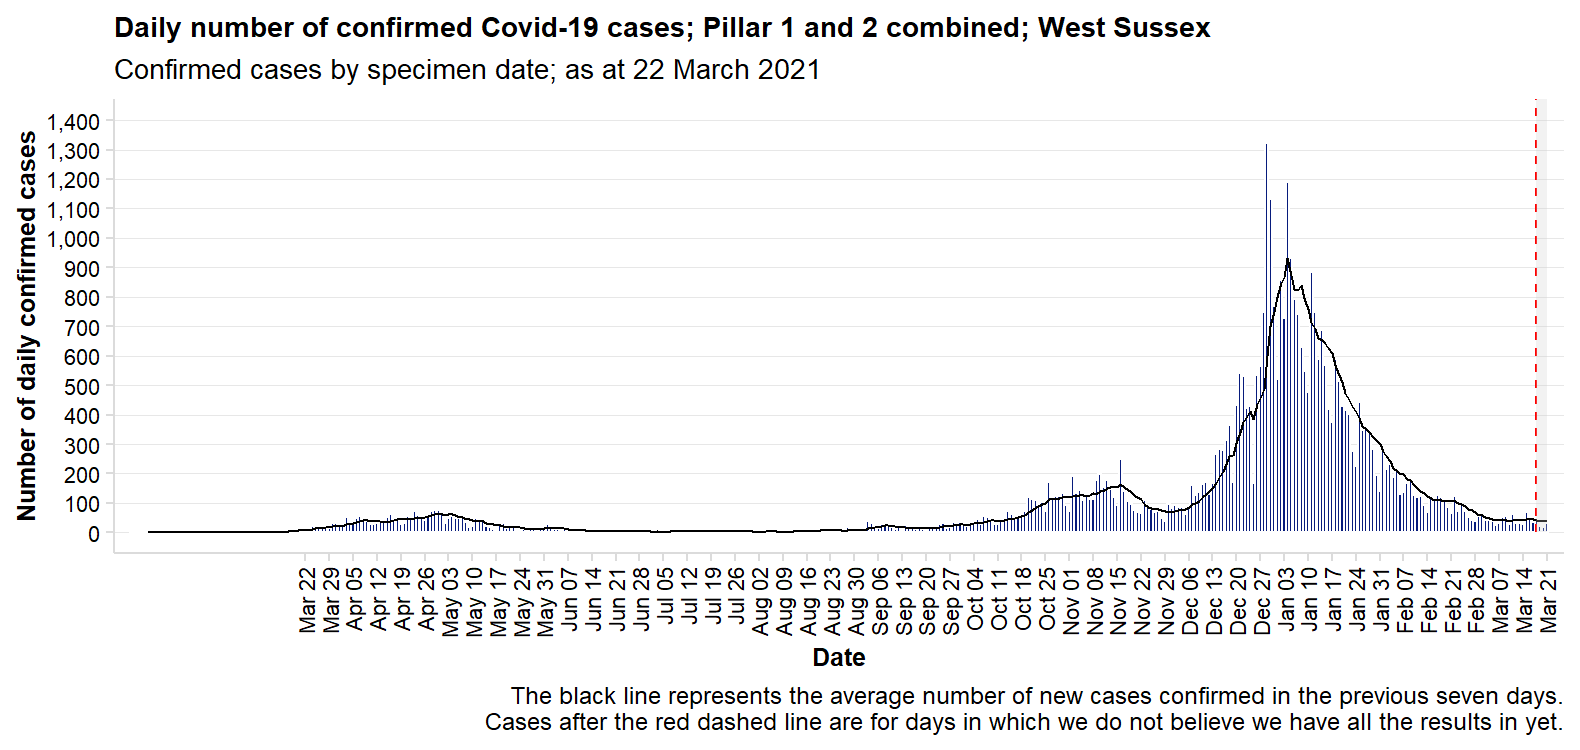 Daily number of confirmed Covid-19 cases; Pillar 1 and 2 combined; West Sussex
Confirmed cases by specimen date; as at 22 March 2021
Number of daily confirmed cases
1,400
1,300
1,200
1,100
1,000
900
800
700
600
500
400
300
200
100
0
Mar 22
Mar 29
Apr 05
Apr 12
Apr 19
Apr 26
May 03
May 10
May 17
May 24
May 31
Jun 07
Jun 14
Jun 21
Jun 28
Jul 05
Jul 12
Jul 19
Jul 26
Aug 02
Aug 09
Aug 16
Aug 23
Aug 30
Sep 06
Sep 13
Sep 20
Sep 27
Oct 04
Oct 11
Oct 18
Oct 25
Nov 01
Nov 08
Nov 15
Nov 22
Nov 29
Dec 06
Dec 13
Dec 20
Dec 27
Jan 03
Jan 10
Jan 17
Jan 24
Jan 31
Feb 07
Feb 14
Feb 21
Feb 28
Mar 07
Mar 14
Mar 21
Date
The black line represents the average number of new cases confirmed in the previous seven days.
Cases after the red dashed line are for days in which we do not believe we have all the results in yet.